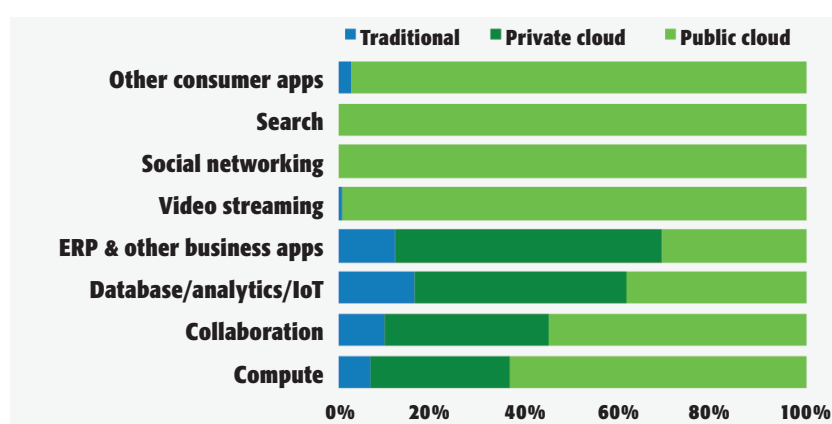 Traditional Private cloud Public cloud
Other consumer apps
Search
Social networking
Video streaming
ERP & other business apps
Database/analytics/IoT
Collaboration
Compute
0% 20% 40% 60% 80% 100%